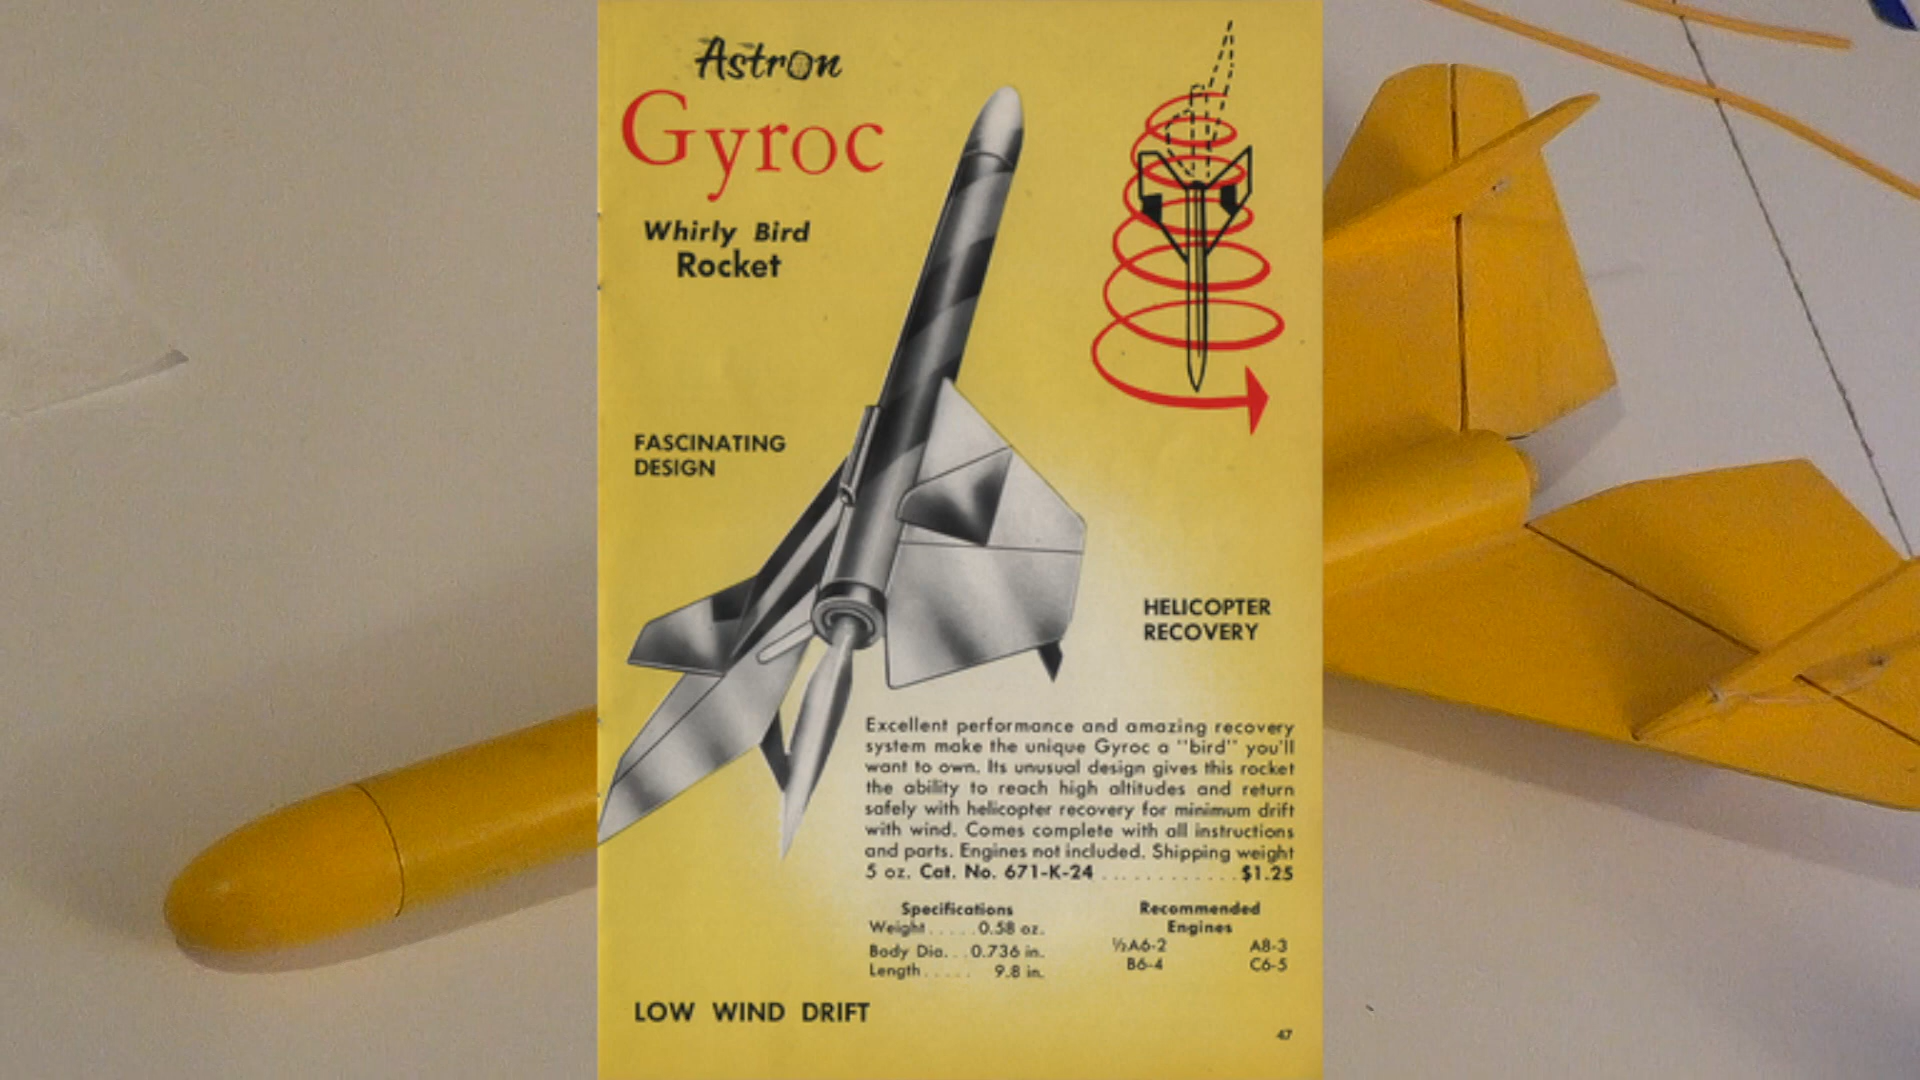 Astron
Gyroc
Whirly Bird
Rocket
FASCINATING
DESIGN
HELICOPTER
RECOVERY
Excellent performance and amazing recovery
system make the unique Gyroc a "bird" you'll
want to own. Its unusual design gives this rocket
the ability to reach high altitudes and return
safely with helicopter recovery for minimum drift
with wind. Comes complete with all instructions
and parts. Engines not included. Shipping weight
5 oz. Cat. No. 671-K-24 ............ $1.25
Specifications
Weight ..... 0.58 oz.
Body Dia. . . 0.736 in.
Length ..... 9.8 in.
Recommended
Engines
½A6-2 A8-3
B6-4 C6-5
LOW WIND DRIFT
47